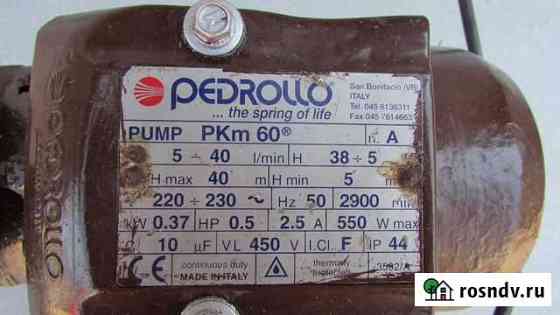 PEDROLLO
... the spring of life
San Bonifacio (VR)
ITALY
Tel. 045 6136311
Fax 045 7614663
PUMP PKm 60® n. A
5 ÷ 40 l/min H 38 ÷ 5
H max 40 m H min 5 m
220 ÷ 230 ~ Hz 50 2900 min
kW 0.37 HP 0.5 2.5 A 550 W max
C 10 µF VL 450 V I.Cl. F IP 44
CE continuous duty
MADE IN ITALY
thermally
protected
PEDROLLO
rosndv.ru